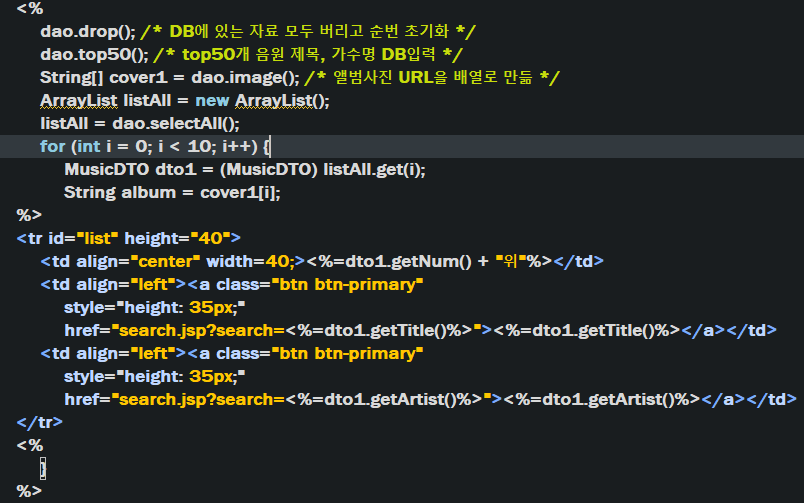 <%
dao.drop(); /* DB에 있는 자료 모두 버리고 순번 초기화 */
dao.top50(); /* top50개 음원 제목, 가수명 DB입력 */
String[] cover1 = dao.image(); /* 앨범사진 URL을 배열로 만듦 */
ArrayList listAll = new ArrayList();
listAll = dao.selectAll();
for (int i = 0; i < 10; i++) {
MusicDTO dto1 = (MusicDTO) listAll.get(i);
String album = cover1[i];
%>
<tr id="list" height="40">
<td align="center" width=40;><%=dto1.getNum() + "위"%></td>
<td align="left"><a class="btn btn-primary"
style="height: 35px;"
href="search.jsp?search=<%=dto1.getTitle()%>"><%=dto1.getTitle()%></a></td>
<td align="left"><a class="btn btn-primary"
style="height: 35px;"
href="search.jsp?search=<%=dto1.getArtist()%>"><%=dto1.getArtist()%></a></td>
</tr>
<%
}
%>